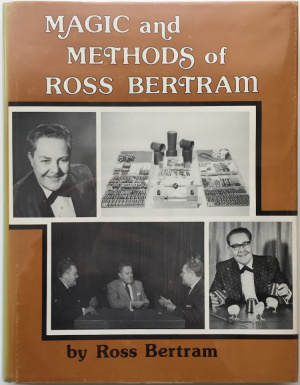 MAGIC and
METHODS of
ROSS BERTRAM
by Ross Bertram